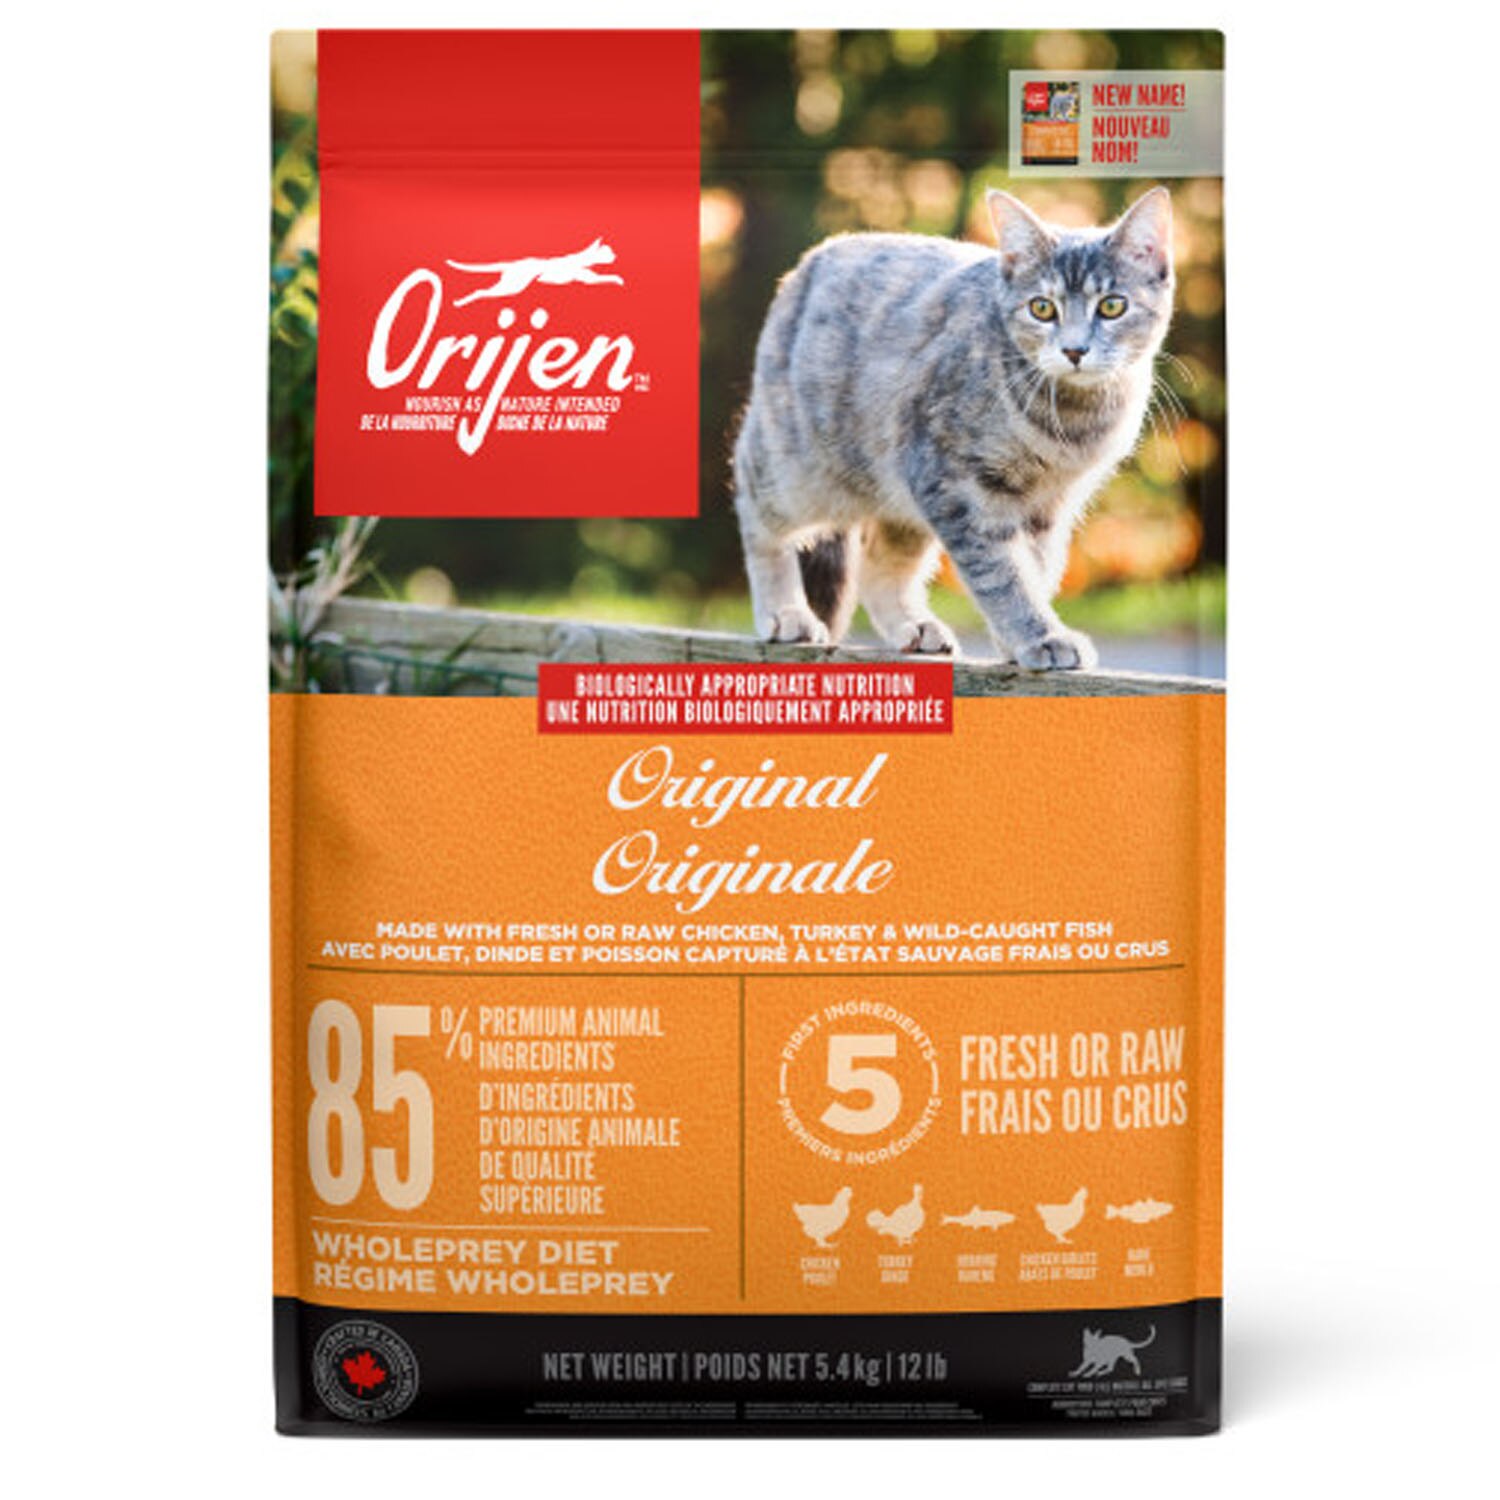 NEW NAME!
NOUVEAU
NOM!
Orijen
NOURISH AS NATURE INTENDED
DE LA NOURRITURE DIGNE DE LA NATURE
BIOLOGICALLY APPROPRIATE NUTRITION
UNE NUTRITION BIOLOGIQUEMENT APPROPRIÉE
Original
Originale
MADE WITH FRESH OR RAW CHICKEN, TURKEY & WILD-CAUGHT FISH
AVEC POULET, DINDE ET POISSON CAPTURÉ À L'ÉTAT SAUVAGE FRAIS OU CRUS
85% PREMIUM ANIMAL
INGREDIENTS
D'INGRÉDIENTS
D'ORIGINE ANIMALE
DE QUALITÉ
SUPÉRIEURE
WHOLEPREY DIET
RÉGIME WHOLEPREY
FIRST INGREDIENTS
5
PREMIERS INGRÉDIENTS
FRESH OR RAW
FRAIS OU CRUS
CHICKEN
POULET
TURKEY
DINDE
NET WEIGHT | POIDS NET 5.4 kg | 12 lb